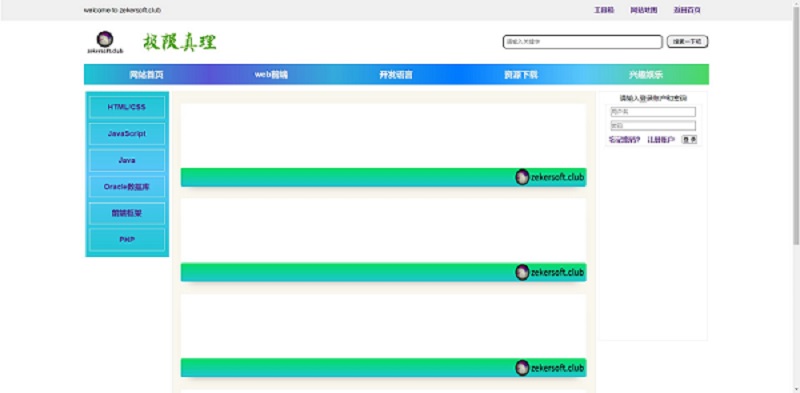 welcome to zekersoft.club
工具箱 网站地图 返回首页
zekersoft.club
极限真理
请输入关键字
搜索一下吧
网站首页 web前端 开发语言 资源下载 兴趣娱乐
HTML/CSS
JavaScript
Java
Oracle数据库
前端框架
PHP
zekersoft.club
zekersoft.club
zekersoft.club
请输入登录账户和密码
用户名
密码
忘记密码? 注册账户 登录